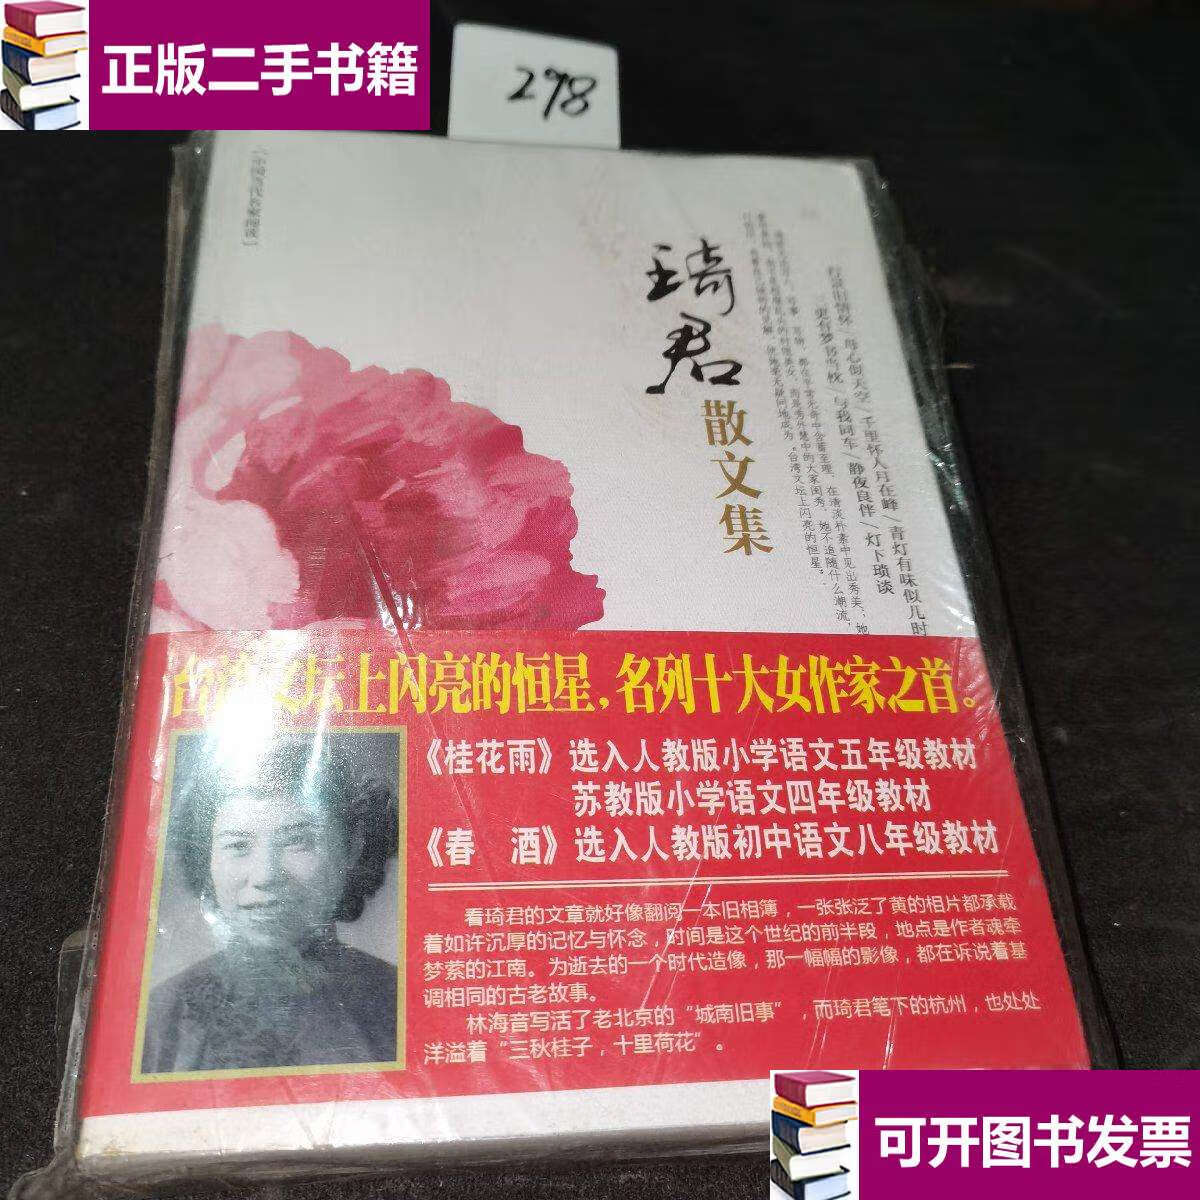 正版二手书籍
298
琦君
散文集
行景旧情怀/母心似天空/千里怀人月在峰/青灯有味似儿时
三更有梦书当枕/与我同车/静夜良伴/灯下琐谈
台湾文坛上闪亮的恒星，名列十大女作家之首。
《桂花雨》选入人教版小学语文五年级教材
苏教版小学语文四年级教材
《春 酒》选入人教版初中语文八年级教材
看琦君的文章就好像翻阅一本旧相簿，一张张泛了黄的相片都承载
着如许沉厚的记忆与怀念，时间是这个世纪的前半段，地点是作者魂牵
梦萦的江南。为逝去的一个时代造像，那一幅幅的影像，都在诉说着基
调相同的古老故事。
林海音写活了老北京的“城南旧事”，而琦君笔下的杭州，也处处
洋溢着“三秋桂子，十里荷花”。
可开图书发票